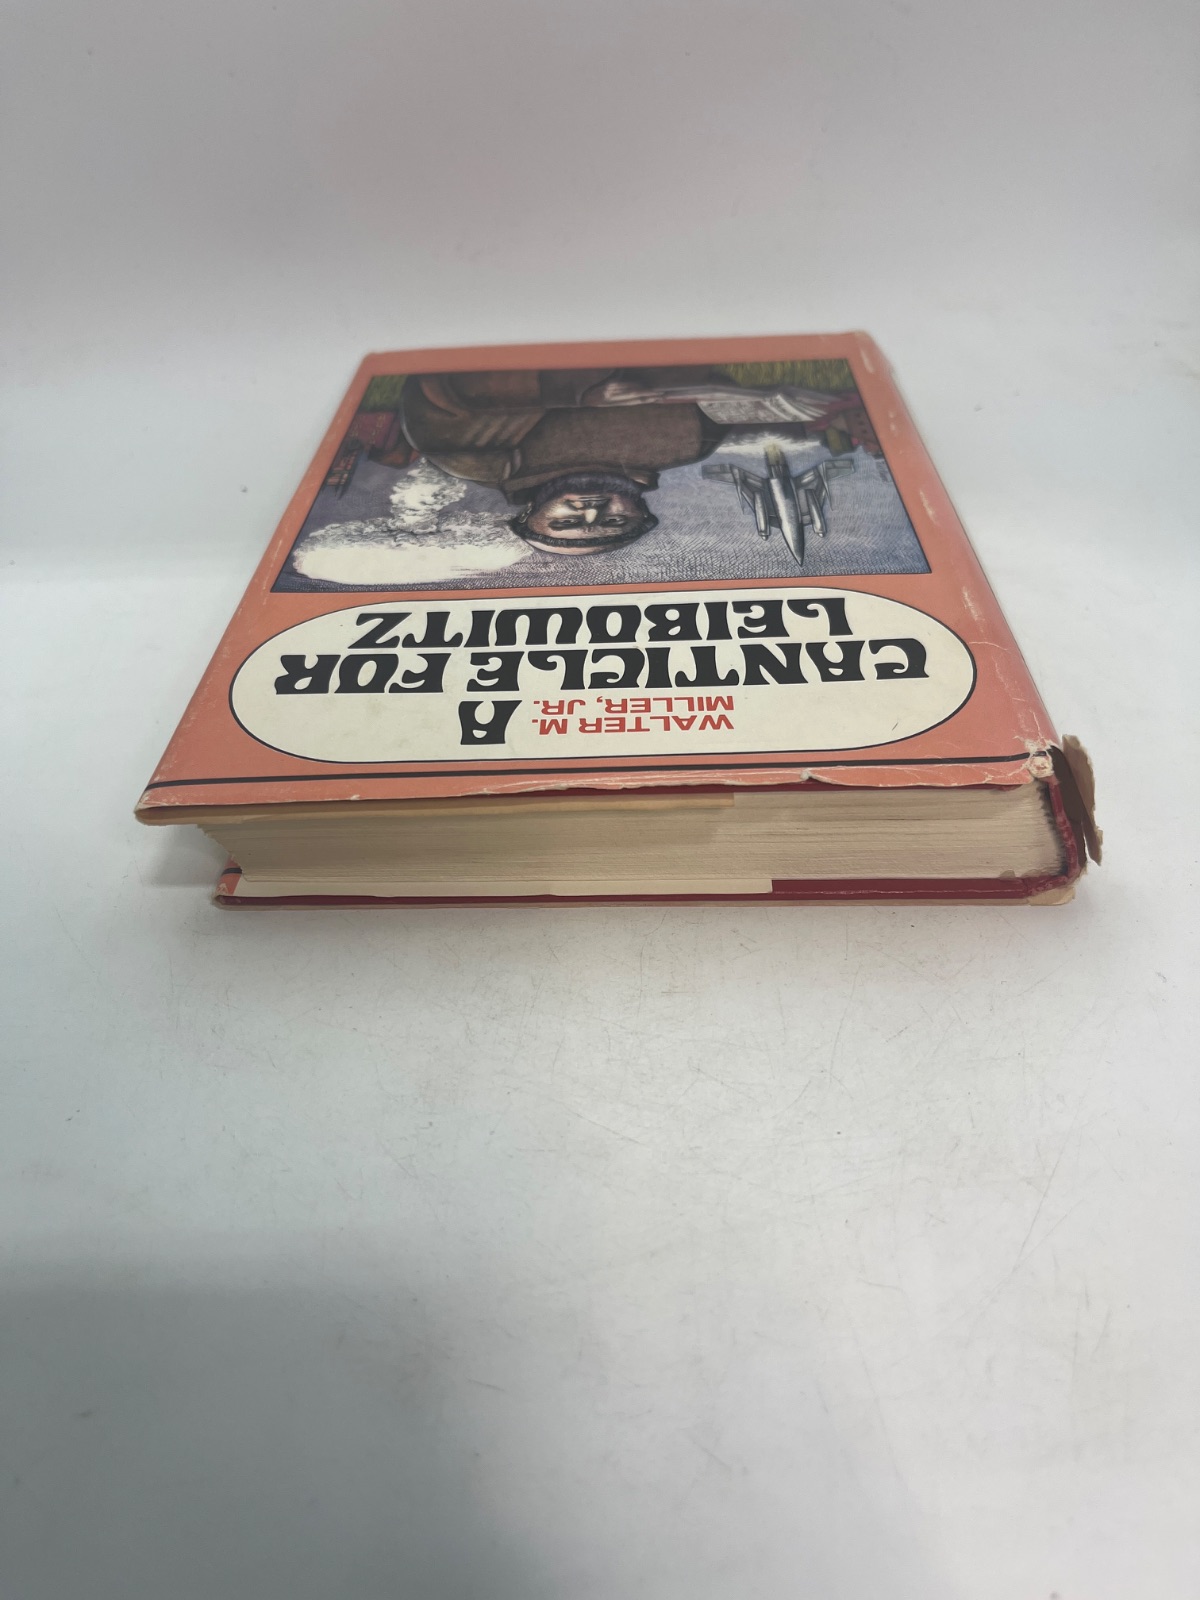 WALTER M.
MILLER, JR.
A
CANTICLE FOR
LEIBOWITZ